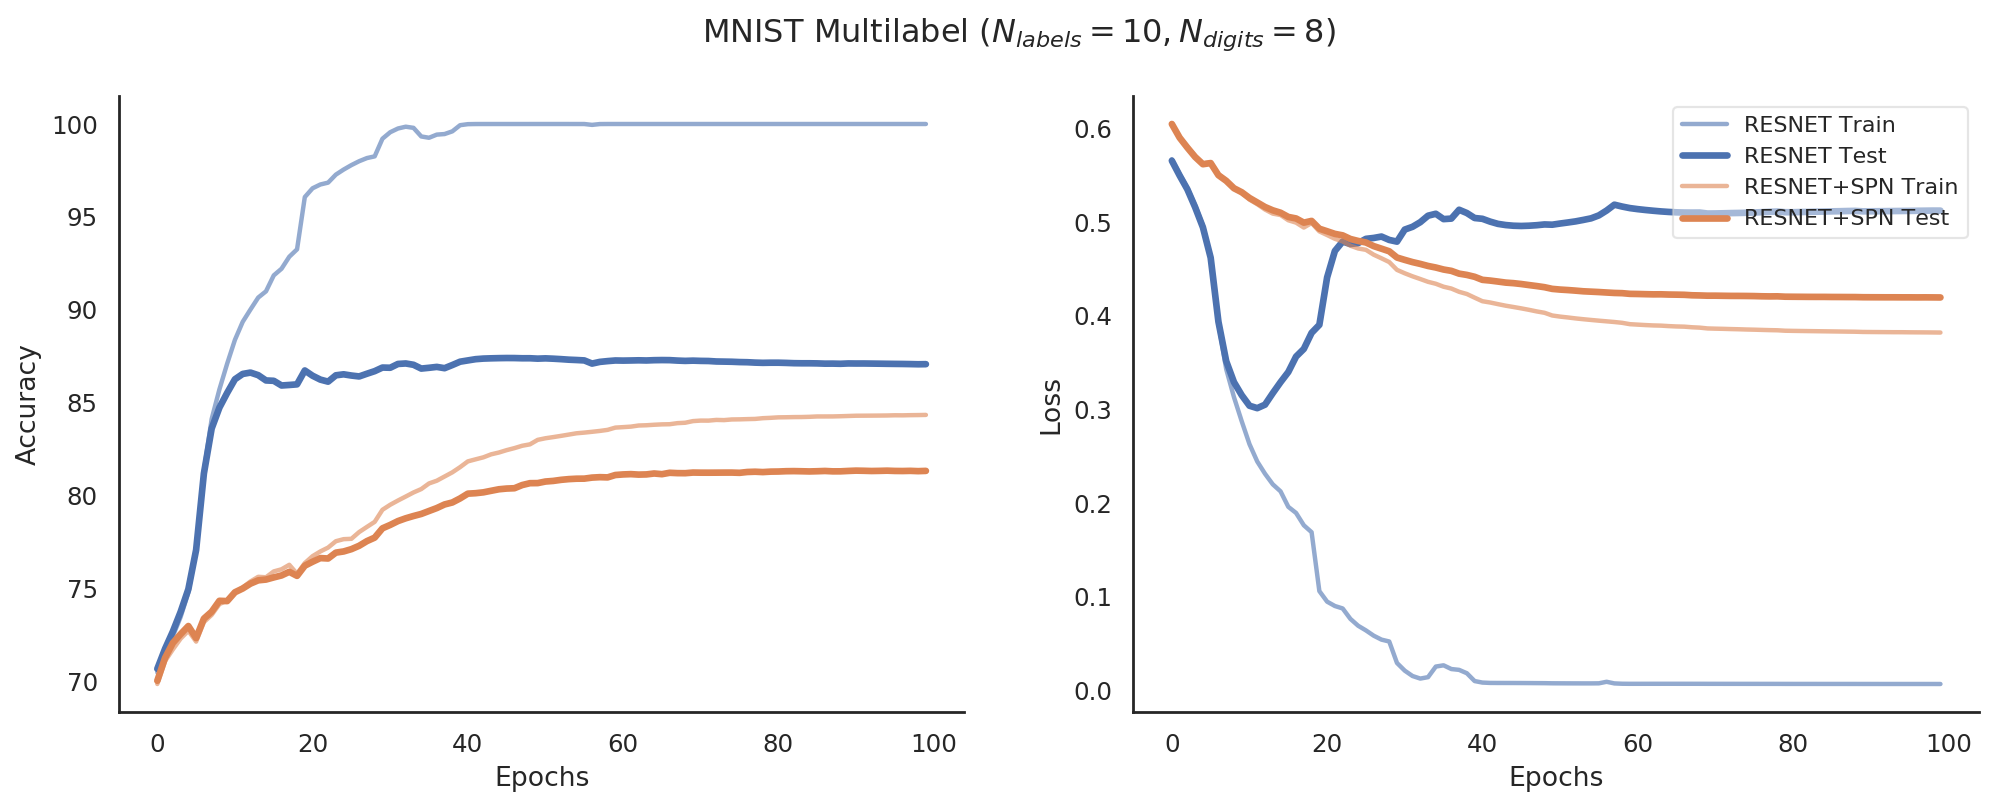 MNIST Multilabel (N_labels = 10, N_digits = 8)
Accuracy
100
95
90
85
80
75
70
0 20 40 60 80 100
Epochs
Loss
0.6
0.5
0.4
0.3
0.2
0.1
0.0
0 20 40 60 80 100
Epochs
RESNET Train
RESNET Test
RESNET+SPN Train
RESNET+SPN Test